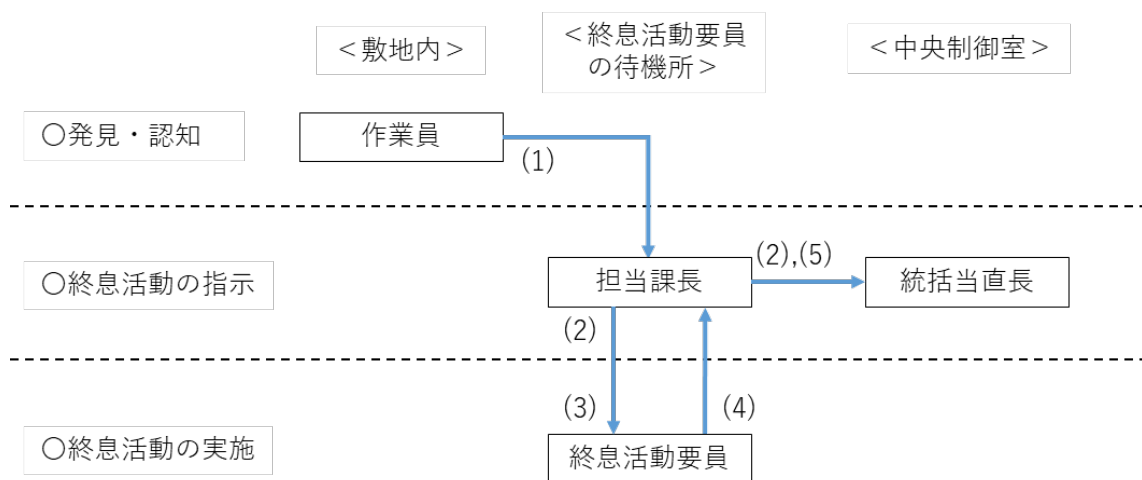 ＜敷地内＞
＜終息活動要員
の待機所＞
＜中央制御室＞
〇発見・認知
作業員
(1)
〇終息活動の指示
担当課長
(2),(5)
統括当直長
(2)
(3)
(4)
〇終息活動の実施
終息活動要員